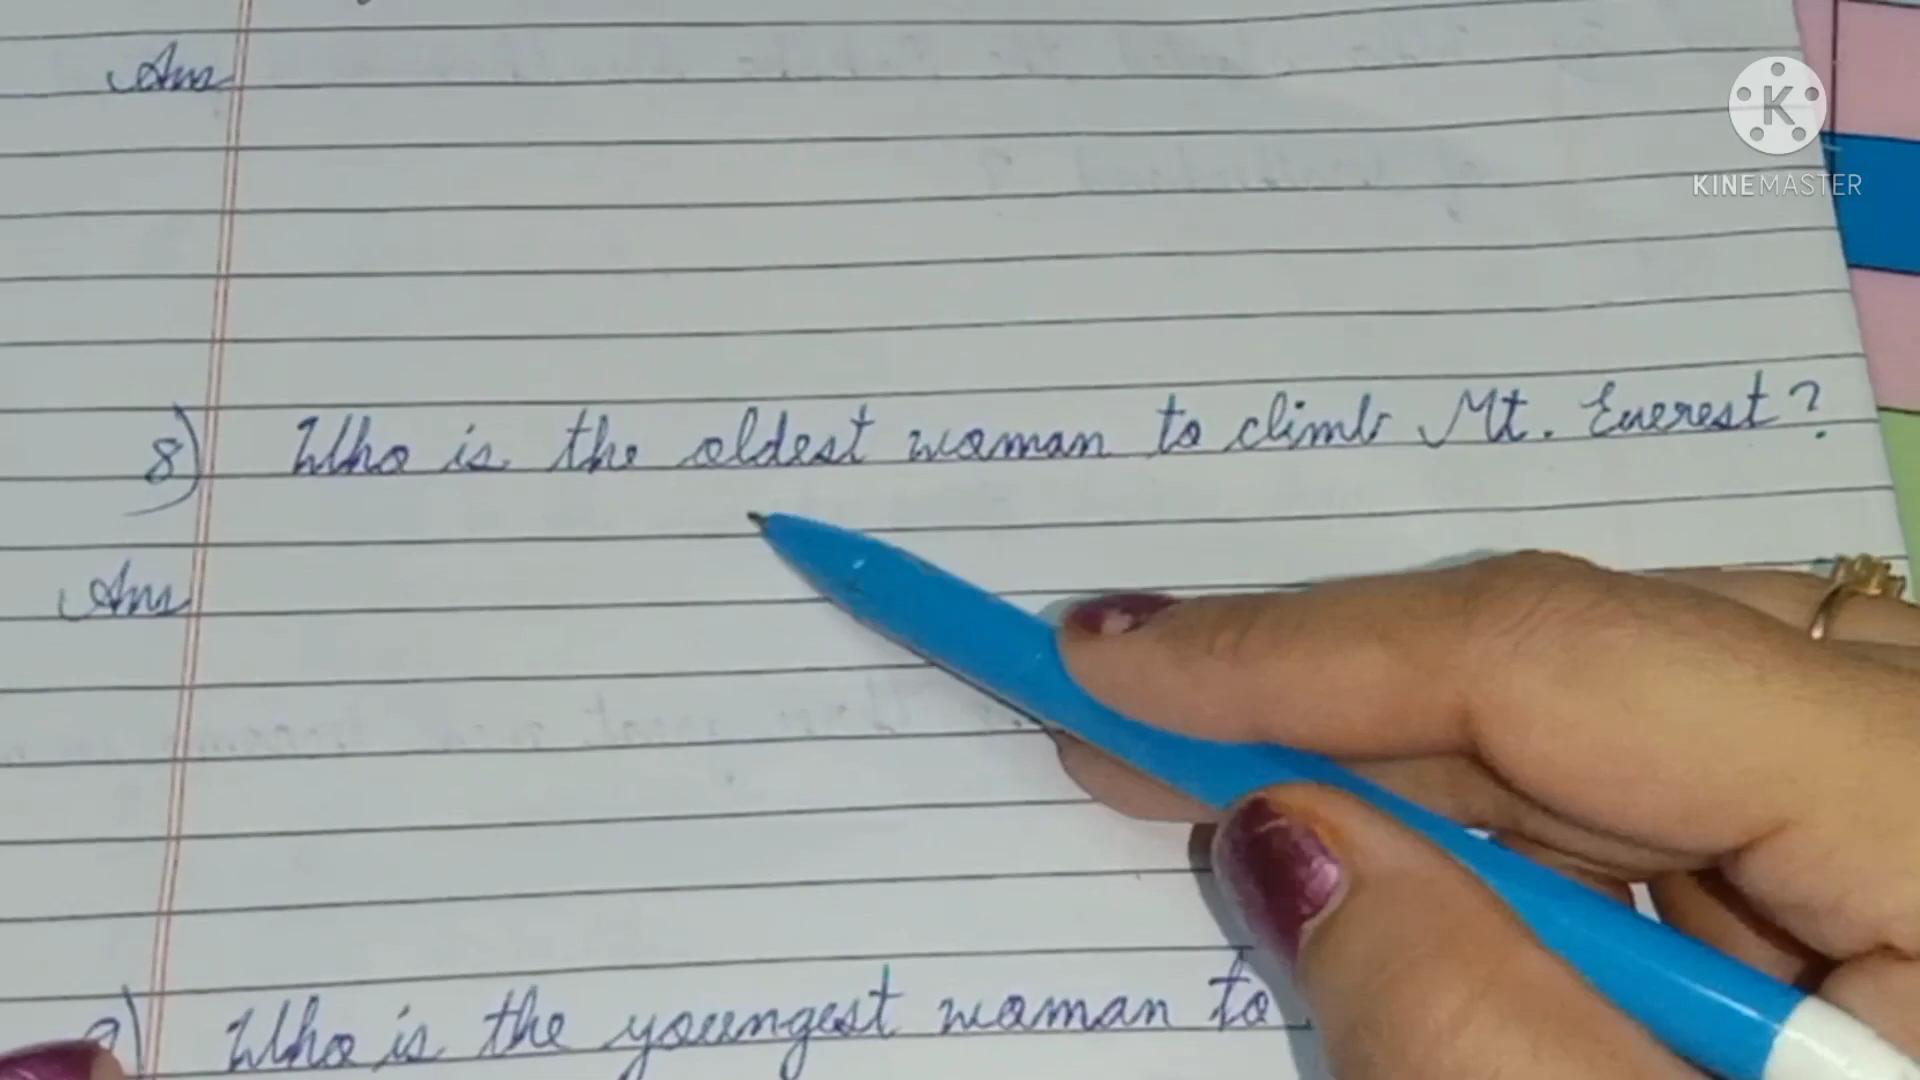 Ans
K
KINEMASTER
8) Who is the oldest woman to climb Mt. Everest?
Ans
9) Who is the youngest woman to